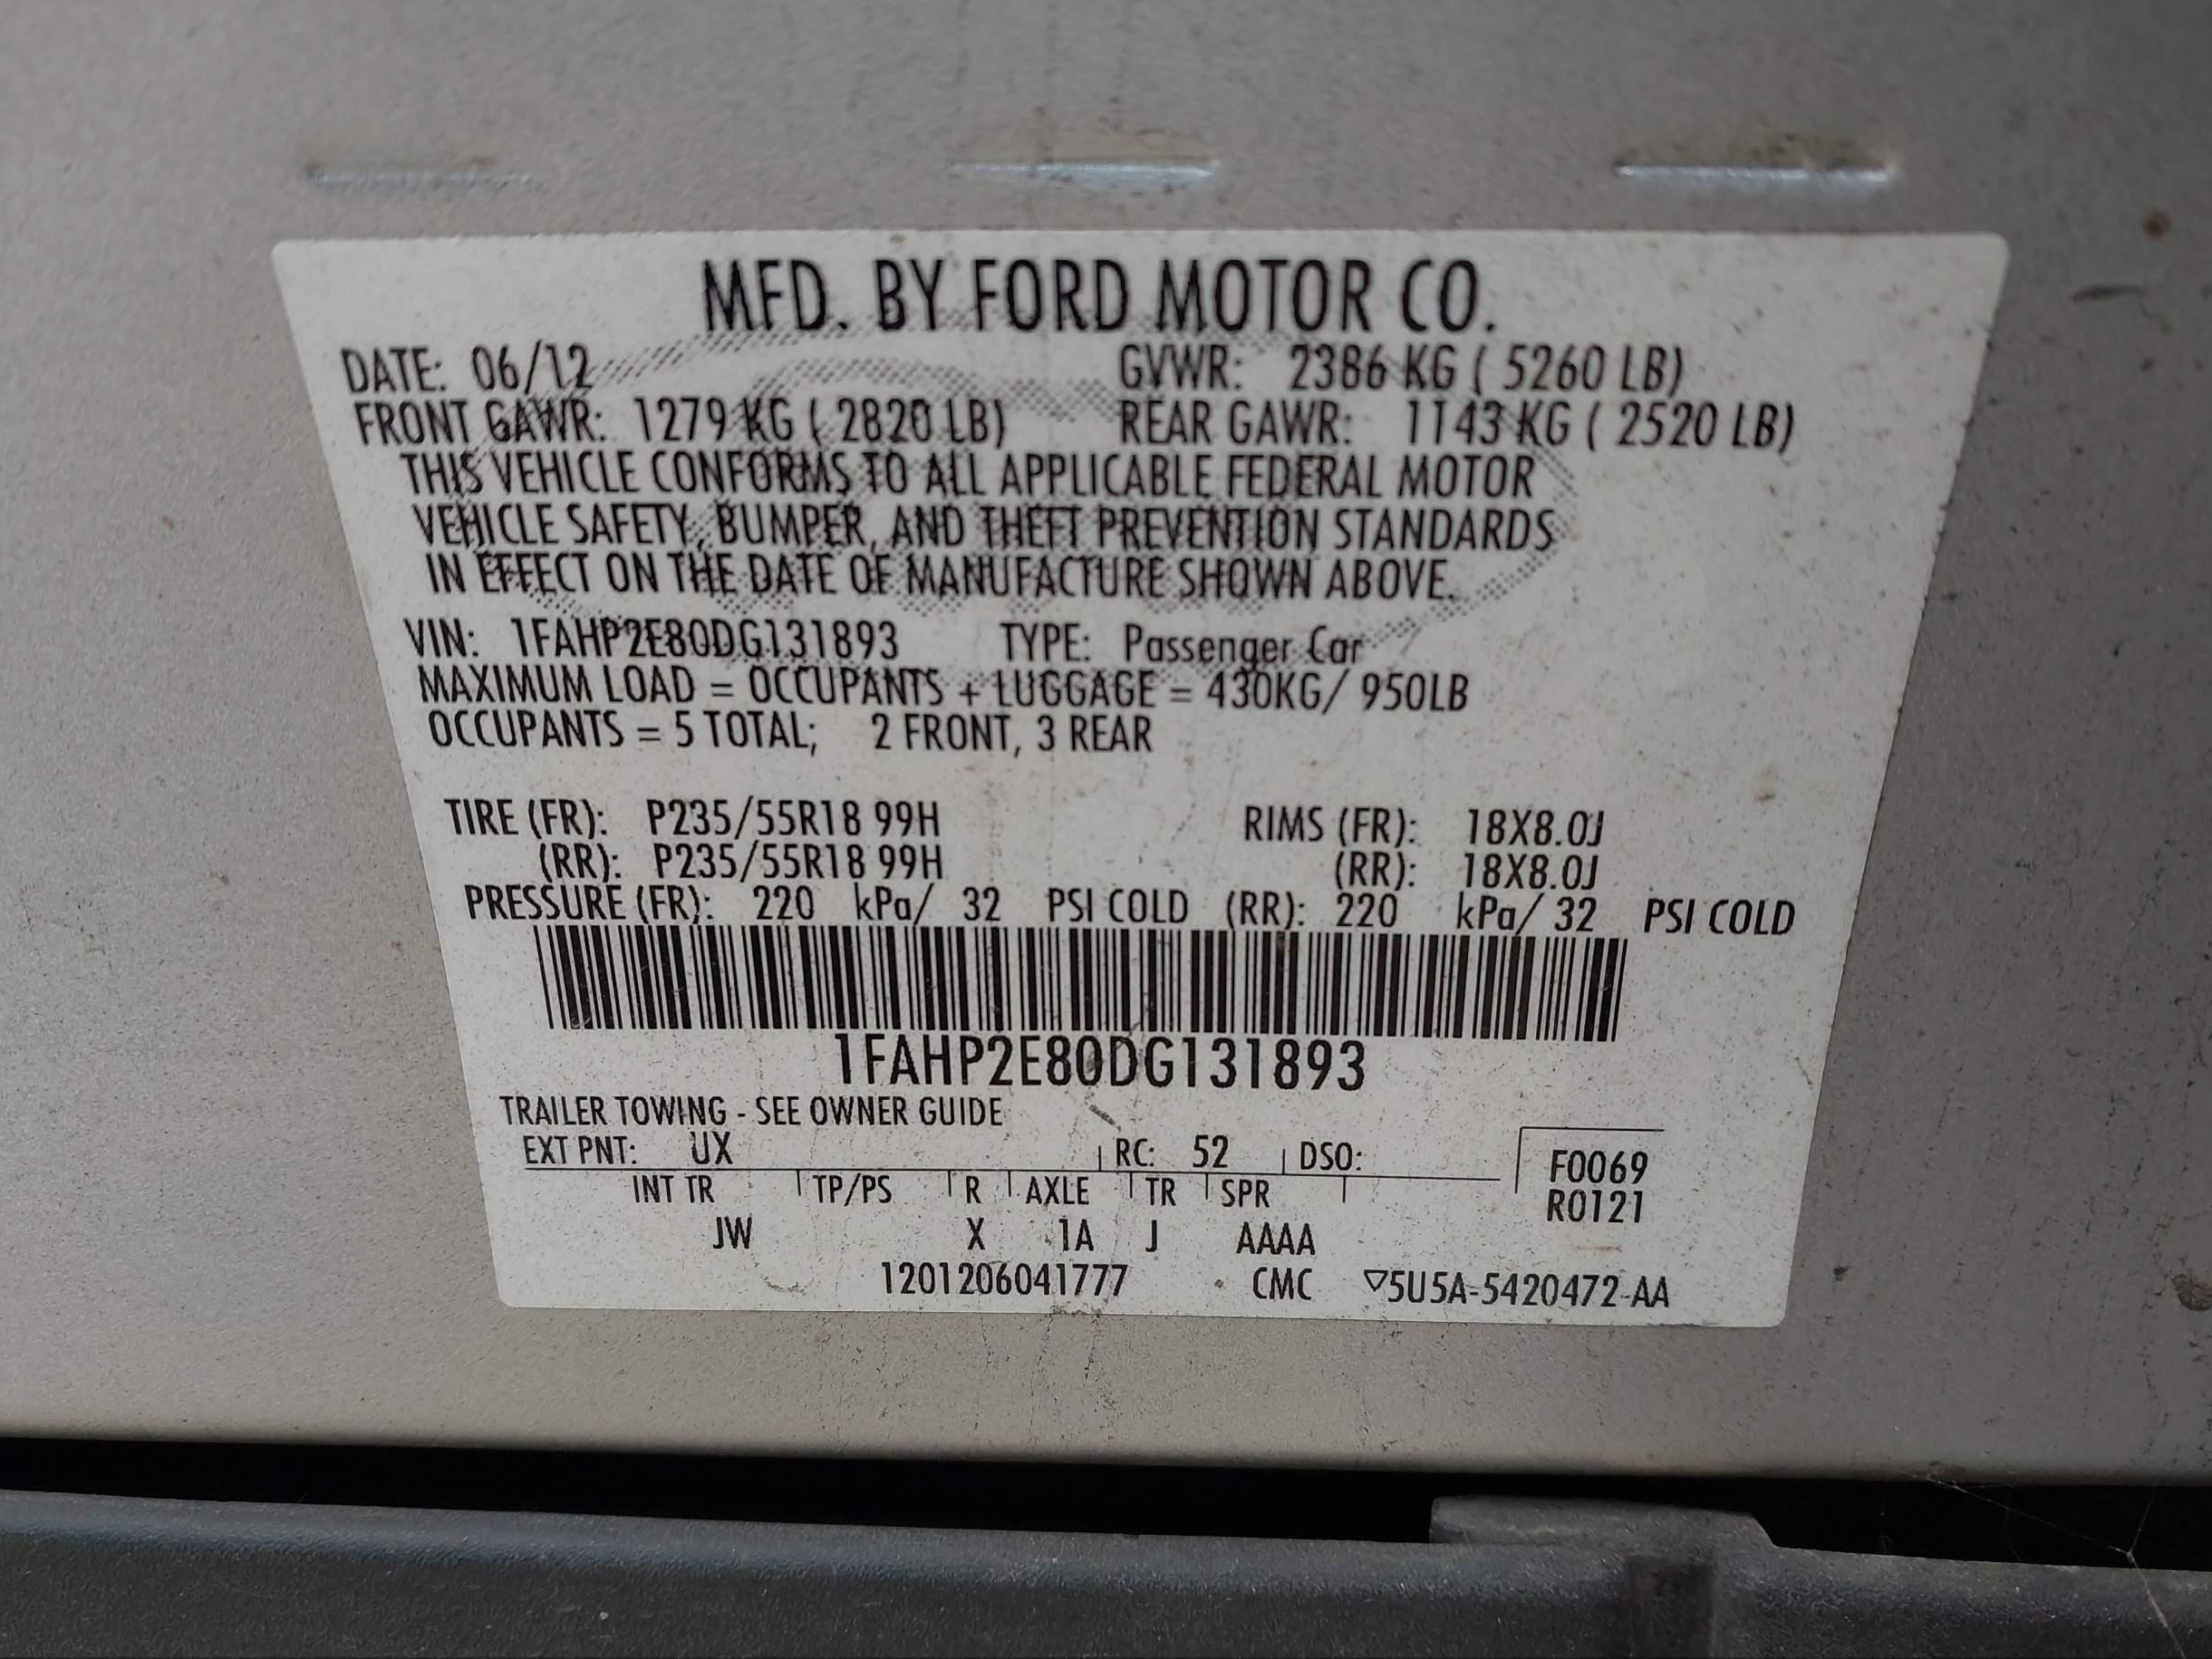 MFD. BY FORD MOTOR CO.
DATE: 06/12 GVWR: 2386 KG ( 5260 LB)
FRONT GAWR: 1279 KG ( 2820 LB) REAR GAWR: 1143 KG ( 2520 LB)
THIS VEHICLE CONFORMS TO ALL APPLICABLE FEDERAL MOTOR
VEHICLE SAFETY, BUMPER, AND THEFT PREVENTION STANDARDS
IN EFFECT ON THE DATE OF MANUFACTURE SHOWN ABOVE.
VIN: 1FAHP2E80DG131893 TYPE: Passenger Car
MAXIMUM LOAD = OCCUPANTS + LUGGAGE = 430KG/ 950LB
OCCUPANTS = 5 TOTAL; 2 FRONT, 3 REAR
TIRE (FR): P235/55R18 99H RIMS (FR): 18X8.0J
(RR): P235/55R18 99H (RR): 18X8.0J
PRESSURE (FR): 220 kPa/ 32 PSI COLD (RR): 220 kPa/ 32 PSI COLD
1FAHP2E80DG131893
TRAILER TOWING - SEE OWNER GUIDE
EXT PNT: UX RC: 52 DSO: F0069
INT TR TP/PS R AXLE TR SPR R0121
JW X 1A J AAAA
1201206041777 CMC ▽5U5A-5420472-AA